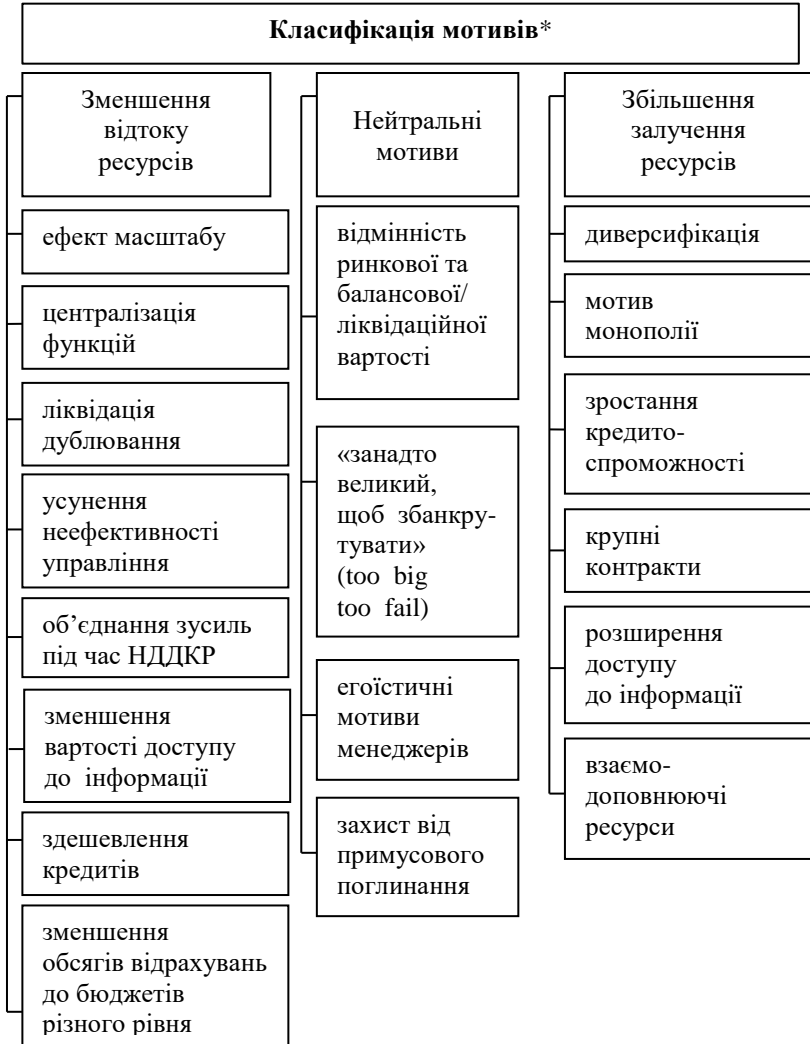 Класифікація мотивів*
Зменшення
відтоку
ресурсів
ефект масштабу
централізація
функцій
ліквідація
дублювання
усунення
неефективності
управління
об’єднання зусиль
під час НДДКР
зменшення
вартості доступу
до інформації
здешевлення
кредитів
зменшення
обсягів відрахувань
до бюджетів
різного рівня
Нейтральні
мотиви
відмінність
ринкової та
балансової/
ліквідаційної
вартості
«занадто
великий,
щоб збанкру-
тувати»
(too big
too fail)
егоїстичні
мотиви
менеджерів
захист від
примусового
поглинання
Збільшення
залучення
ресурсів
диверсифікація
мотив
монополії
зростання
кредито-
спроможності
крупні
контракти
розширення
доступу
до інформації
взаємо-
доповнюючі
ресурси